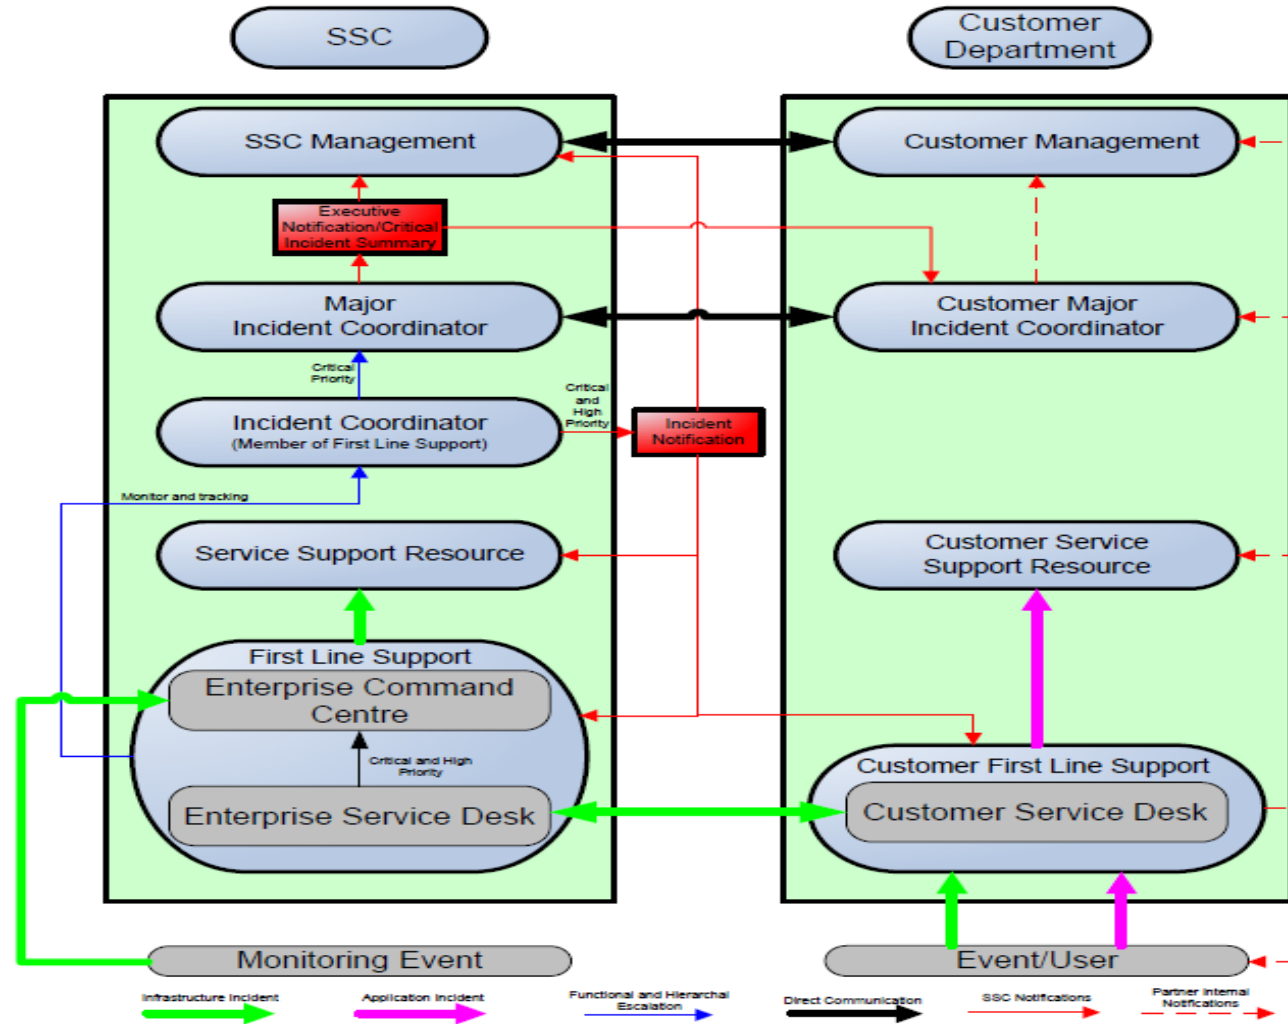 SSC
Customer
Department
SSC Management
Customer Management
Executive
Notification/Critical
Incident Summary
Major
Incident Coordinator
Customer Major
Incident Coordinator
Critical
Priority
Critical
and
High
Priority
Incident Coordinator
(Member of First Line Support)
Incident
Notification
Monitor and tracking
Service Support Resource
Customer Service
Support Resource
First Line Support
Enterprise Command
Centre
Critical and High
Priority
Enterprise Service Desk
Customer First Line Support
Customer Service Desk
Monitoring Event
Event/User
Infrastructure Incident
Application Incident
Functional and Hierarchal
Escalation
Direct Communication
SSC Notifications
Partner Internal
Notifications